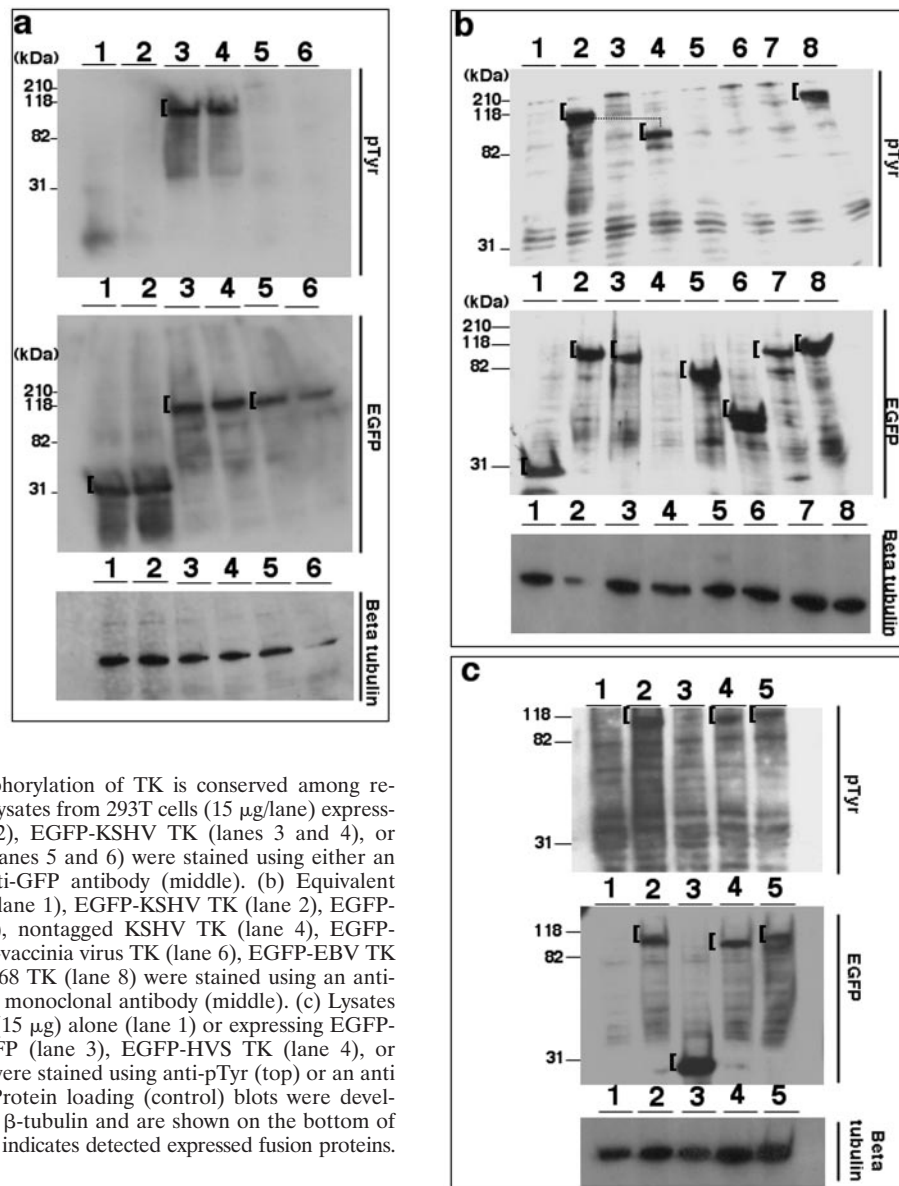 a
1 2 3 4 5 6
(kDa)
210
118
82
31
pTyr
1 2 3 4 5 6
(kDa)
210
118
82
31
EGFP
1 2 3 4 5 6
Beta tubulin
b
1 2 3 4 5 6 7 8
(kDa)
210
118
82
31
pTyr
(kDa)
1 2 3 4 5 6 7 8
210
118
82
31
EGFP
1 2 3 4 5 6 7 8
Beta tubulin
c
1 2 3 4 5
118
82
31
pTyr
1 2 3 4 5
118
82
31
EGFP
1 2 3 4 5
Beta
tubulin
phorylation of TK is conserved among re-
ysates from 293T cells (15 μg/lane) express-
2), EGFP-KSHV TK (lanes 3 and 4), or
anes 5 and 6) were stained using either an
ti-GFP antibody (middle). (b) Equivalent
lane 1), EGFP-KSHV TK (lane 2), EGFP-
), nontagged KSHV TK (lane 4), EGFP-
vaccinia virus TK (lane 6), EGFP-EBV TK
68 TK (lane 8) were stained using an anti-
monoclonal antibody (middle). (c) Lysates
(15 μg) alone (lane 1) or expressing EGFP-
FP (lane 3), EGFP-HVS TK (lane 4), or
were stained using anti-pTyr (top) or an anti
Protein loading (control) blots were devel-
β-tubulin and are shown on the bottom of
indicates detected expressed fusion proteins.